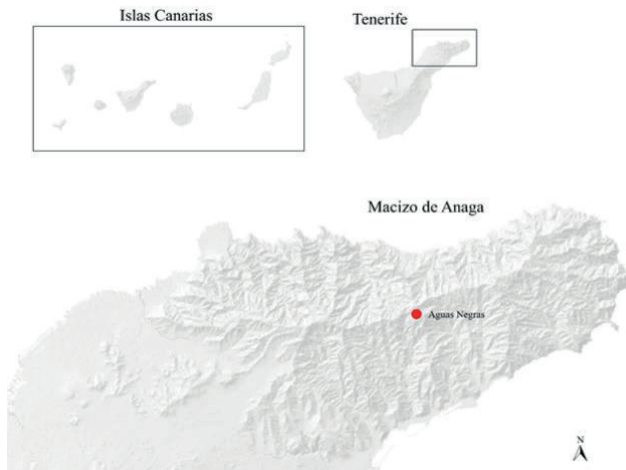 Islas Canarias
Tenerife
Macizo de Anaga
Aguas Negras
N